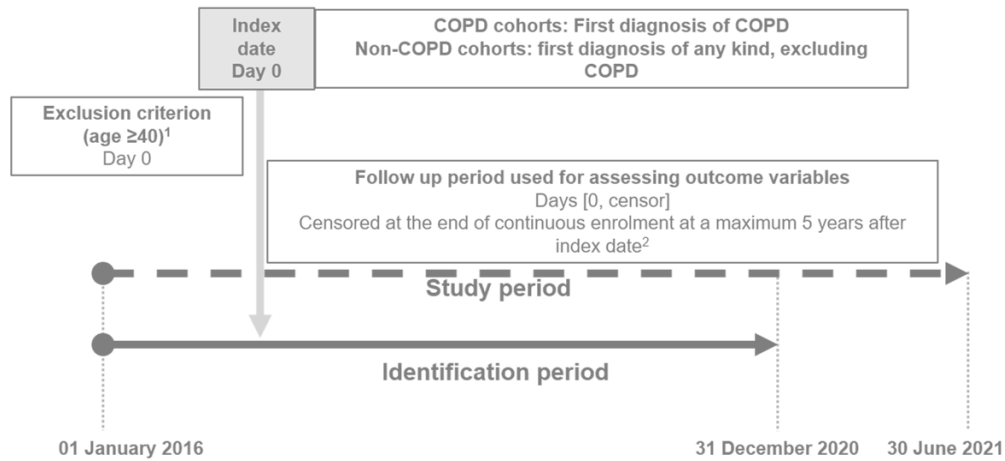 Index
date
Day 0
COPD cohorts: First diagnosis of COPD
Non-COPD cohorts: first diagnosis of any kind, excluding
COPD
Exclusion criterion
(age ≥40)¹
Day 0
Follow up period used for assessing outcome variables
Days [0, censor]
Censored at the end of continuous enrolment at a maximum 5 years after
index date²
Study period
Identification period
01 January 2016
31 December 2020
30 June 2021